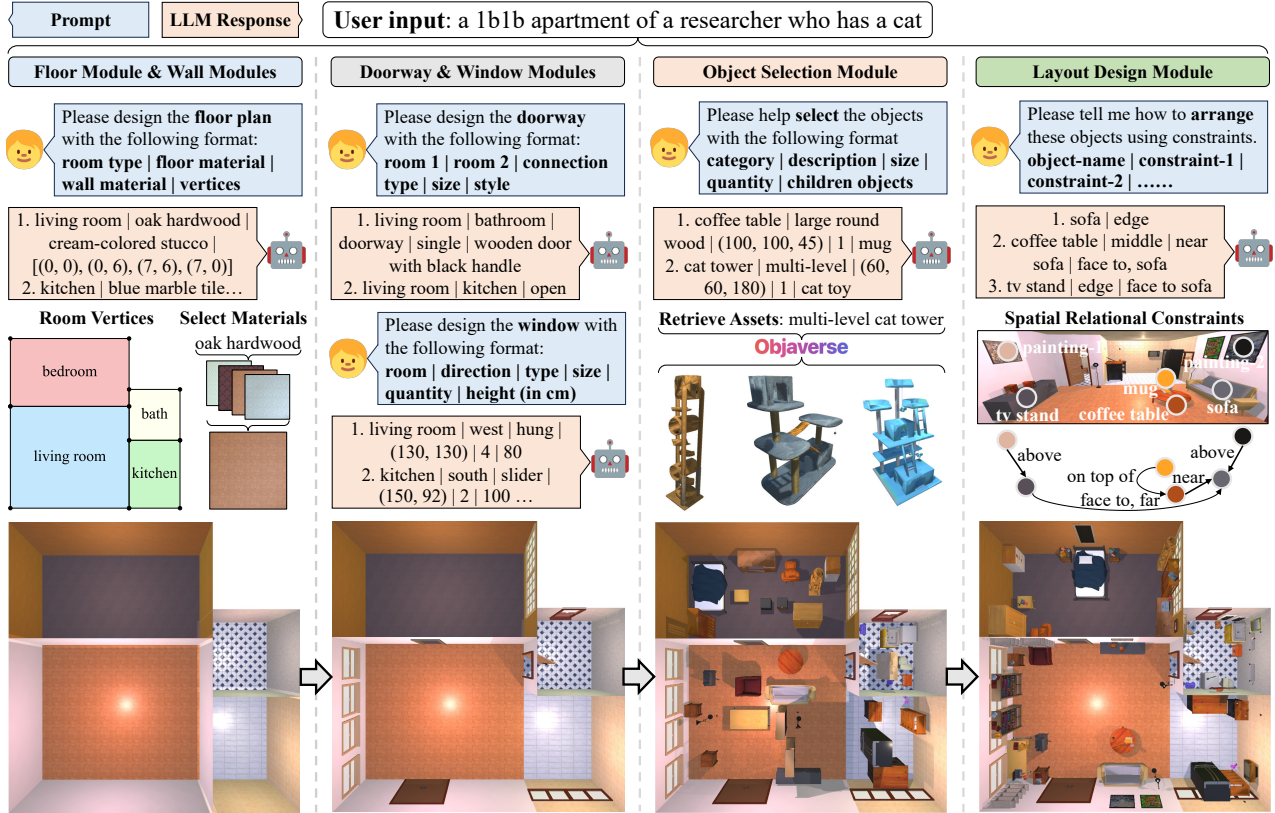 Prompt
LLM Response
User input: a 1b1b apartment of a researcher who has a cat
Floor Module & Wall Modules
Please design the floor plan
with the following format:
room type | floor material |
wall material | vertices
1. living room | oak hardwood |
cream-colored stucco |
[(0, 0), (0, 6), (7, 6), (7, 0)]
2. kitchen | blue marble tile…
Room Vertices
Select Materials
oak hardwood
bedroom
bath
living room
kitchen
Doorway & Window Modules
Please design the doorway
with the following format:
room 1 | room 2 | connection
type | size | style
1. living room | bathroom |
doorway | single | wooden door
with black handle
2. living room | kitchen | open
Please design the window with
the following format:
room | direction | type | size |
quantity | height (in cm)
1. living room | west | hung |
(130, 130) | 4 | 80
2. kitchen | south | slider |
(150, 92) | 2 | 100 …
Object Selection Module
Please help select the objects
with the following format
category | description | size |
quantity | children objects
1. coffee table | large round
wood | (100, 100, 45) | 1 | mug
2. cat tower | multi-level | (60,
60, 180) | 1 | cat toy
Retrieve Assets: multi-level cat tower
Objaverse
Layout Design Module
Please tell me how to arrange
these objects using constraints.
object-name | constraint-1 |
constraint-2 | ……
1. sofa | edge
2. coffee table | middle | near
sofa | face to, sofa
3. tv stand | edge | face to sofa
Spatial Relational Constraints
painting-1
painting-2
mug
tv stand
coffee table
sofa
above
above
on top of
near
face to, far